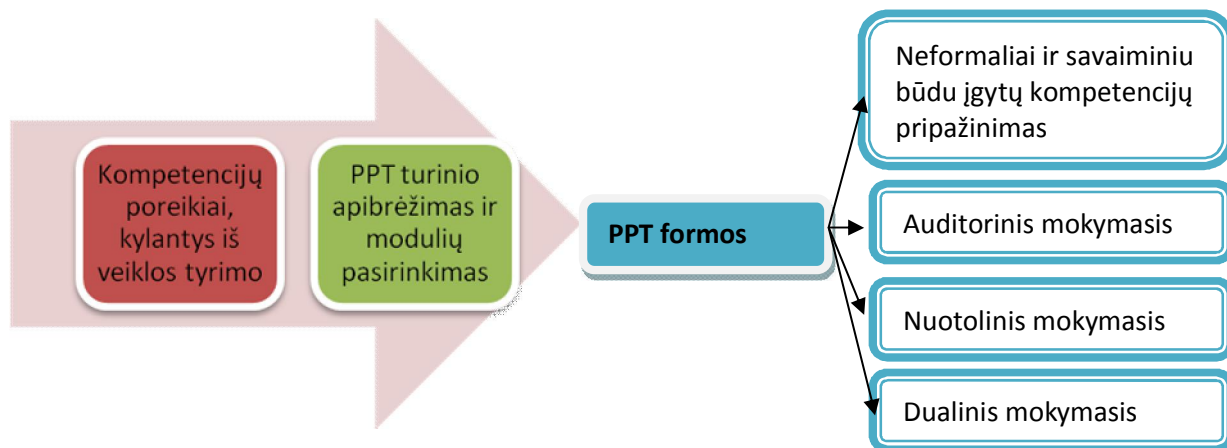 Kompetencijų
poreikiai,
kylantys iš
veiklos tyrimo
PPT turinio
apibrėžimas ir
modulių
pasirinkimas
PPT formos
Neformaliai ir savaiminiu
būdu įgytų kompetencijų
pripažinimas
Auditorinis mokymasis
Nuotolinis mokymasis
Dualinis mokymasis